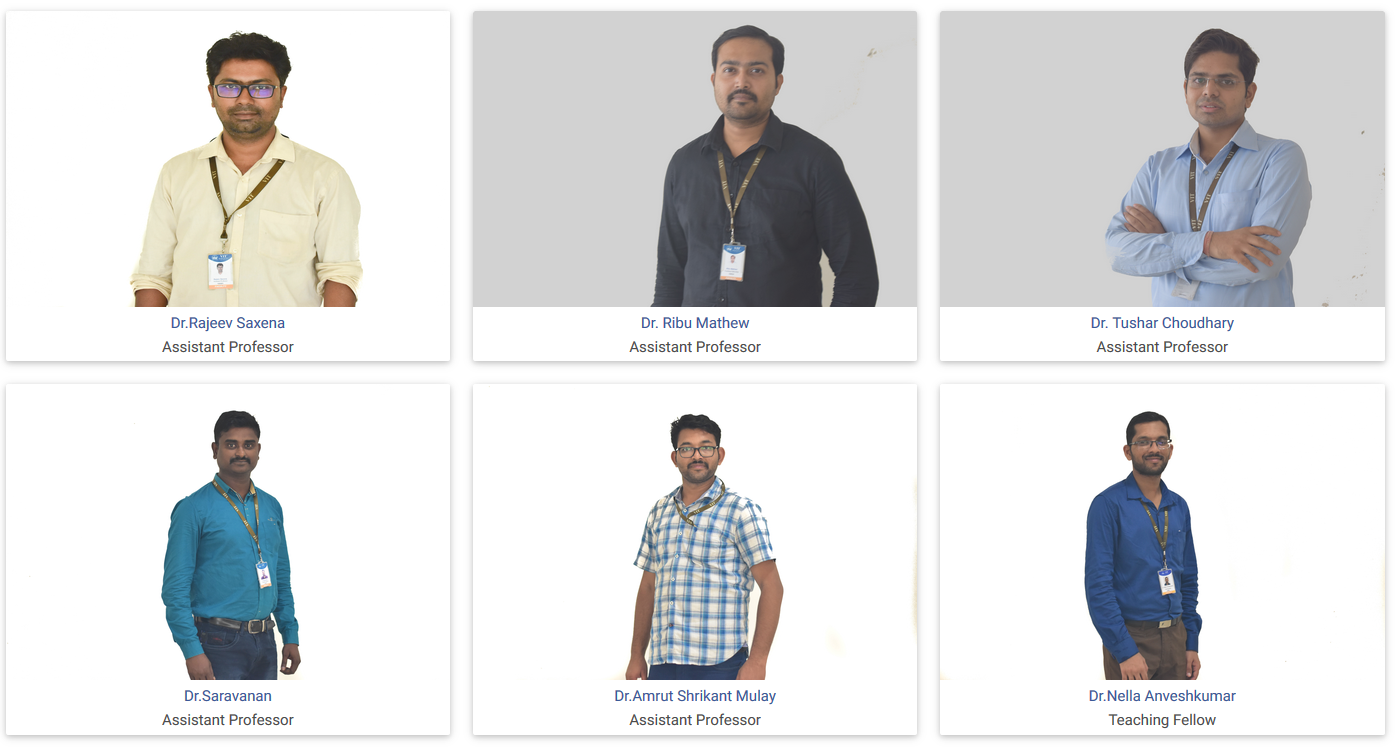 Dr.Rajeev Saxena
Assistant Professor
Dr. Ribu Mathew
Assistant Professor
Dr. Tushar Choudhary
Assistant Professor
Dr.Saravanan
Assistant Professor
Dr.Amrut Shrikant Mulay
Assistant Professor
Dr.Nella Anveshkumar
Teaching Fellow